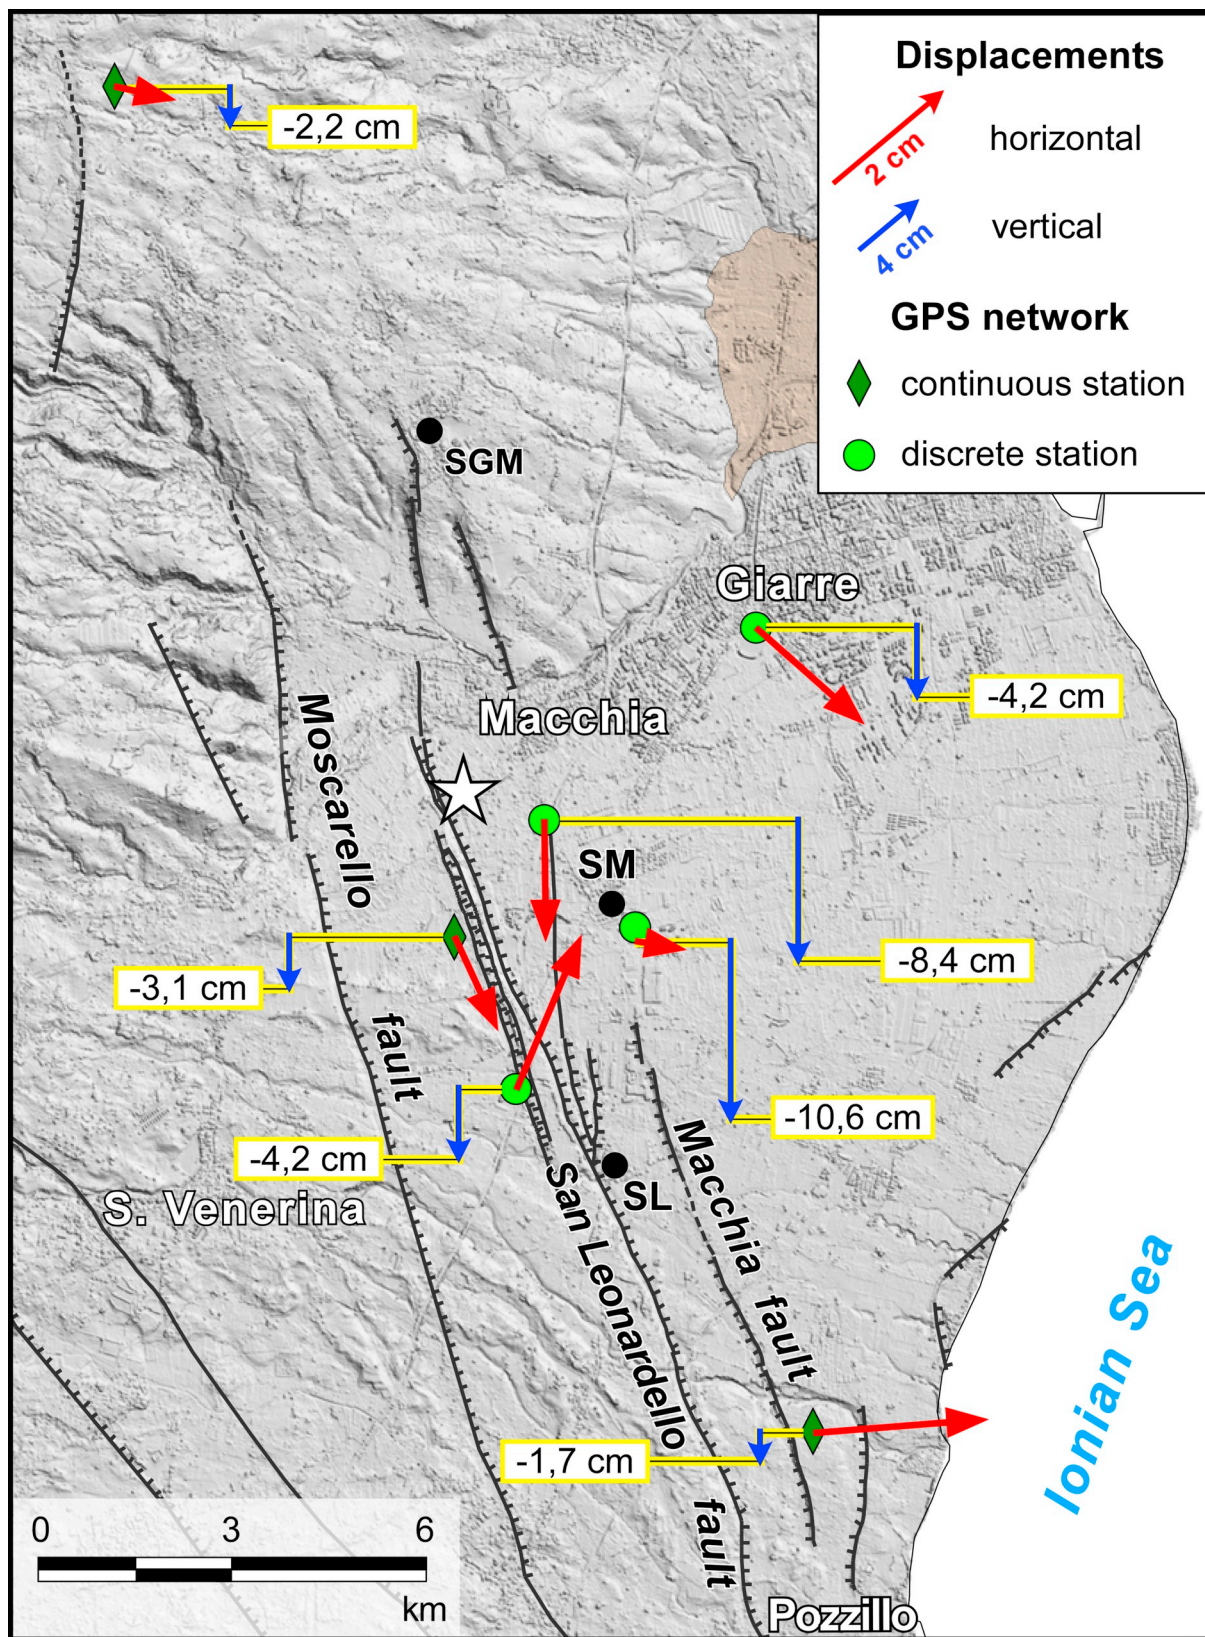 Displacements
2 cm
horizontal
4 cm
vertical
GPS network
continuous station
discrete station
-2,2 cm
SGM
Giarre
-4,2 cm
Macchia
Moscarello
fault
SM
-8,4 cm
-3,1 cm
-10,6 cm
-4,2 cm
S. Venerina
SL
San Leonardello
fault
Macchia fault
-1,7 cm
Ionian Sea
0 3 6
km
Pozzillo